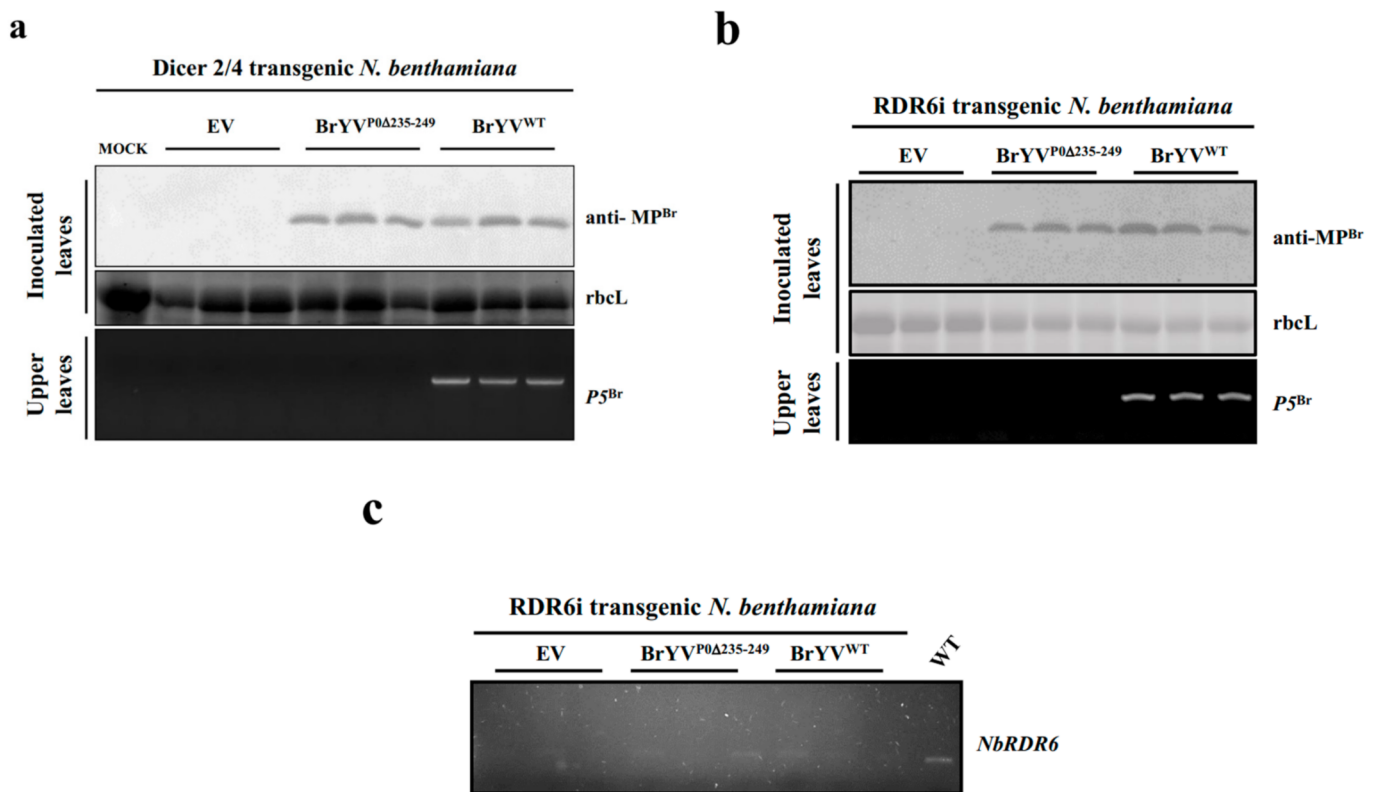 a
Dicer 2/4 transgenic N. benthamiana
MOCK
EV
BrYVP0Δ235-249
BrYVWT
Inoculated
leaves
anti- MPBr
rbcL
Upper
leaves
P5Br
b
RDR6i transgenic N. benthamiana
EV
BrYVP0Δ235-249
BrYVWT
Inoculated
leaves
anti-MPBr
rbcL
Upper
leaves
P5Br
c
RDR6i transgenic N. benthamiana
EV
BrYVP0Δ235-249
BrYVWT
WT
NbRDR6